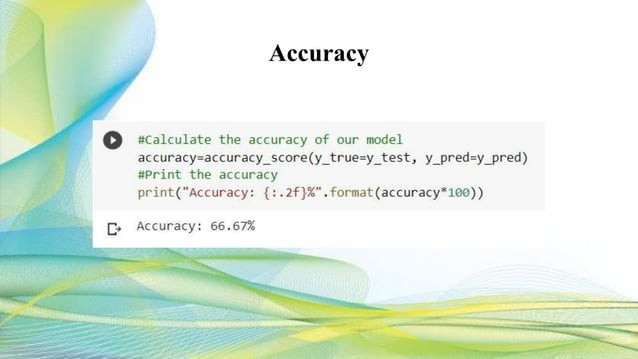 Accuracy
#Calculate the accuracy of our model
accuracy=accuracy_score(y_true=y_test, y_pred=y_pred)
#Print the accuracy
print("Accuracy: {:.2f}%".format(accuracy*100))
Accuracy: 66.67%